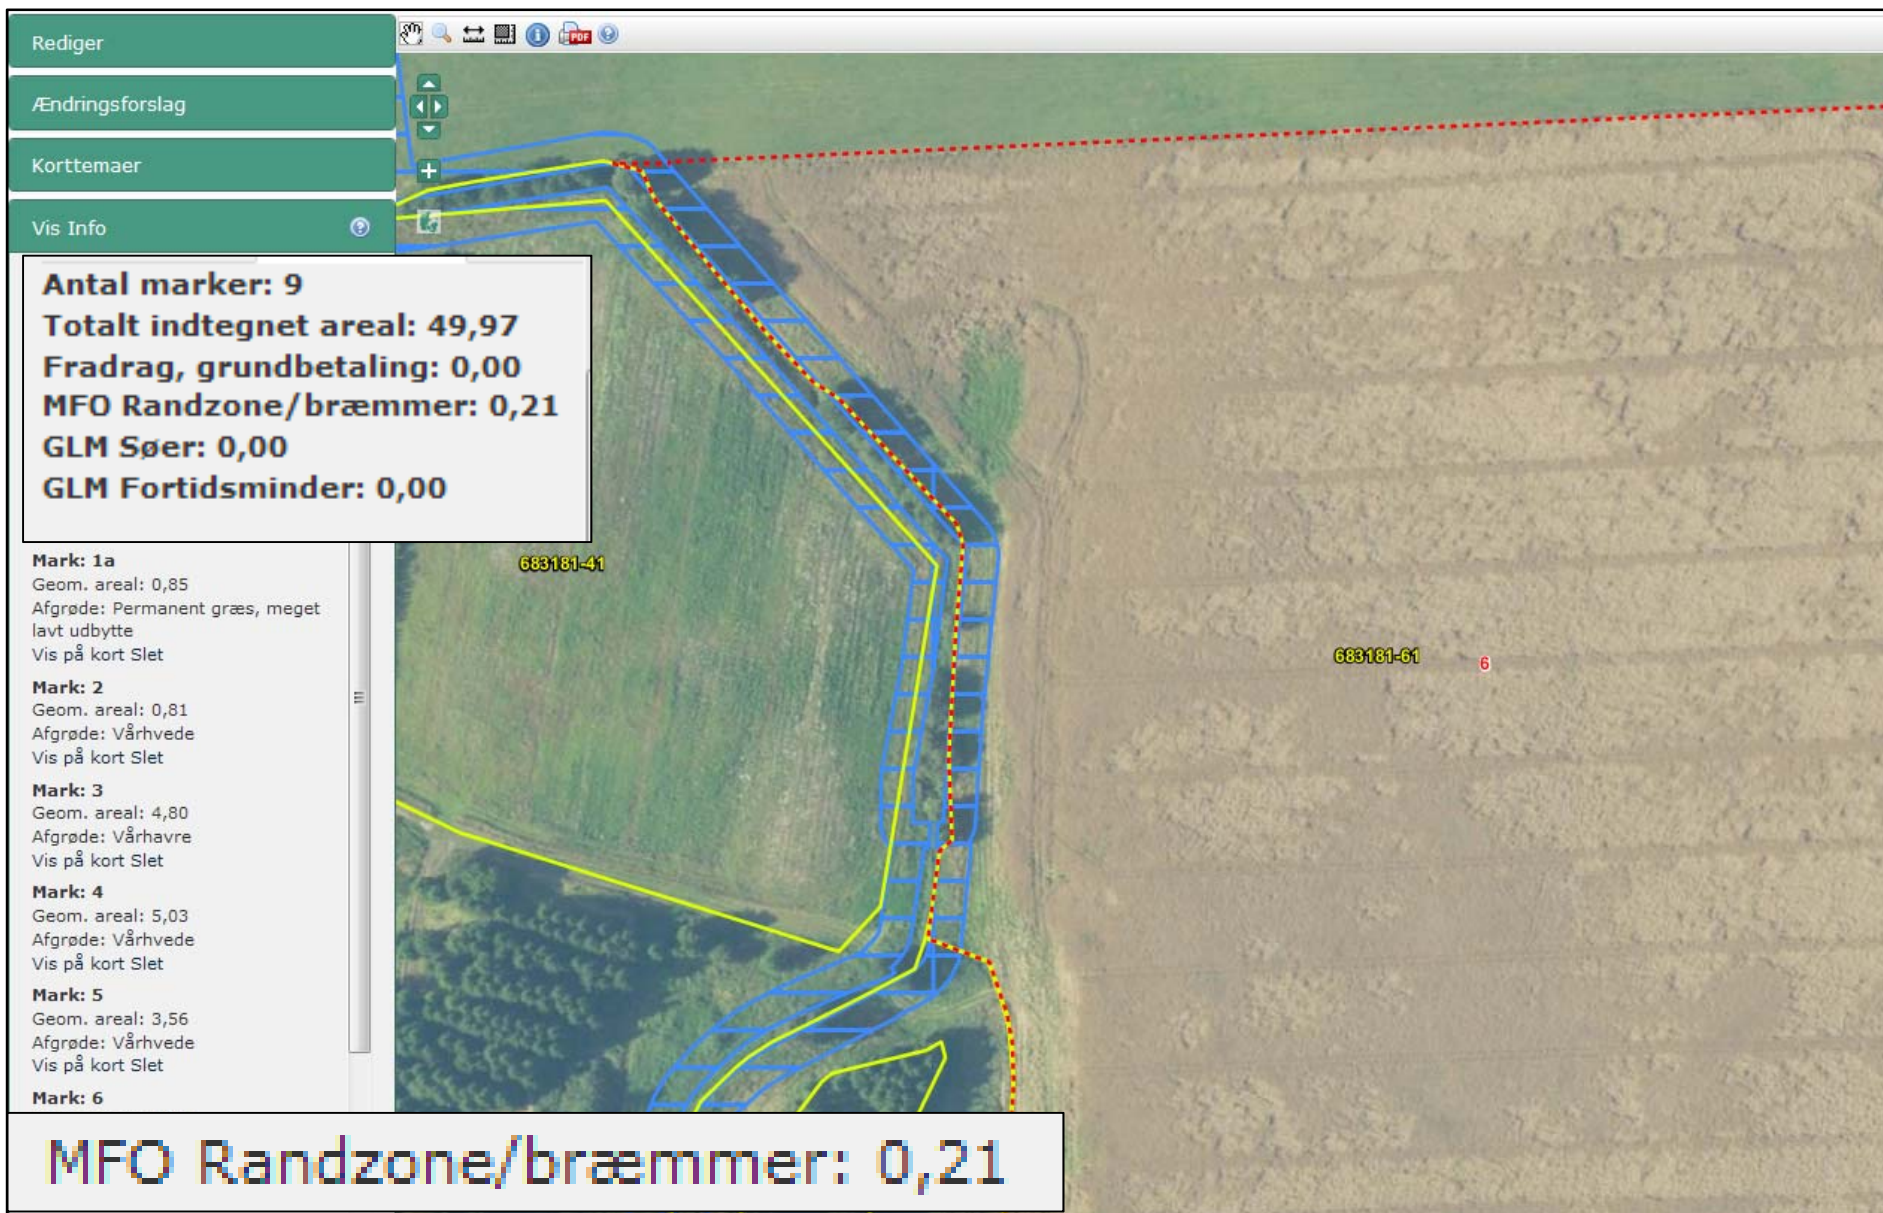 Rediger
Ændringsforslag
Korttemaer
Vis Info
Antal marker: 9
Totalt indtegnet areal: 49,97
Fradrag, grundbetaling: 0,00
MFO Randzone/bræmmer: 0,21
GLM Søer: 0,00
GLM Fortidsminder: 0,00
Mark: 1a
Geom. areal: 0,85
Afgrøde: Permanent græs, meget
lavt udbytte
Vis på kort Slet
Mark: 2
Geom. areal: 0,81
Afgrøde: Vårhvede
Vis på kort Slet
Mark: 3
Geom. areal: 4,80
Afgrøde: Vårhavre
Vis på kort Slet
Mark: 4
Geom. areal: 5,03
Afgrøde: Vårhvede
Vis på kort Slet
Mark: 5
Geom. areal: 3,56
Afgrøde: Vårhvede
Vis på kort Slet
Mark: 6
MFO Randzone/bræmmer: 0,21
PDF
683181-41
683181-61
6